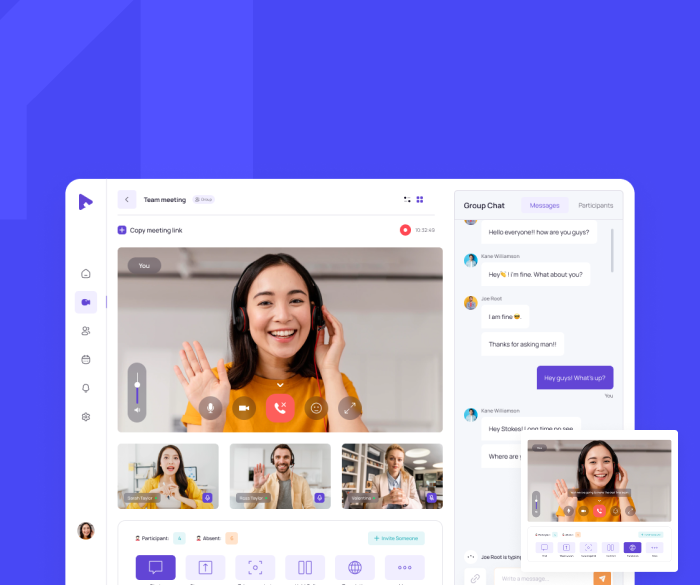 Team meeting
Group
Copy meeting link
10:32:48
You
Sarah Taylor
Ross Taylor
Valentina
Participant: 4
Absent: 5
+ Invite Someone
Group Chat
Messages
Participants
Hello everyone!! how are you guys?
Kane Williamson
Hey👋 ! I'm fine. What about you?
Joe Root
I am fine 😎
Thanks for asking man!!
Hey guys! What's up?
You
Kane Williamson
Hey Stokes! Long time no see
Where are
Joe Root is typing
Write a message...
You